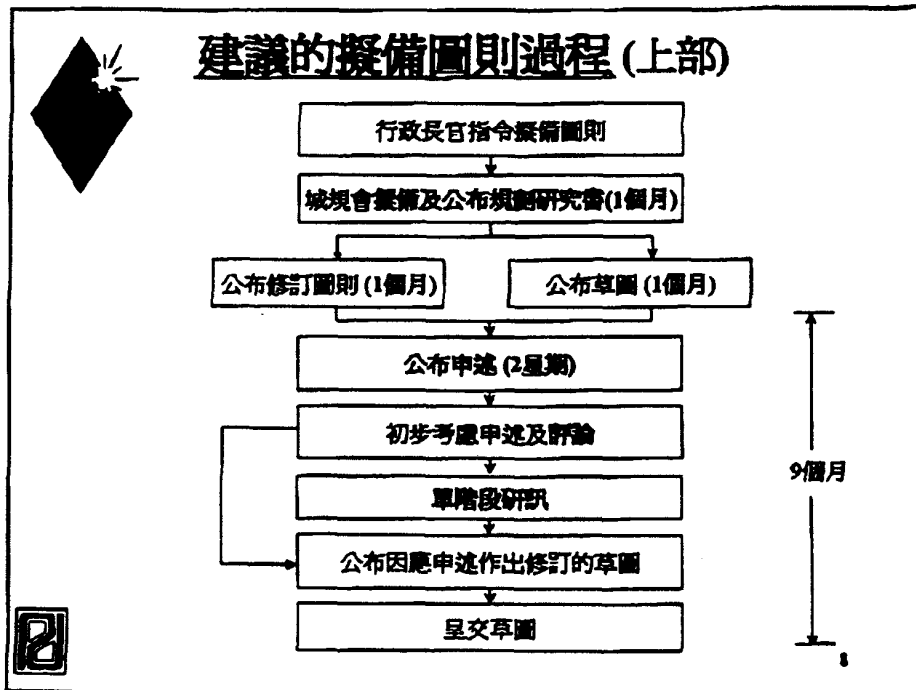 建議的擬備圖則過程 (上部)
行政長官指令擬備圖則
城規會擬備及公布規劃研究書(1個月)
公布修訂圖則 (1個月)
公布草圖 (1個月)
公布申述 (2星期)
初步考慮申述及評論
單階段研訊
公布因應申述作出修訂的草圖
呈交草圖
9個月
8